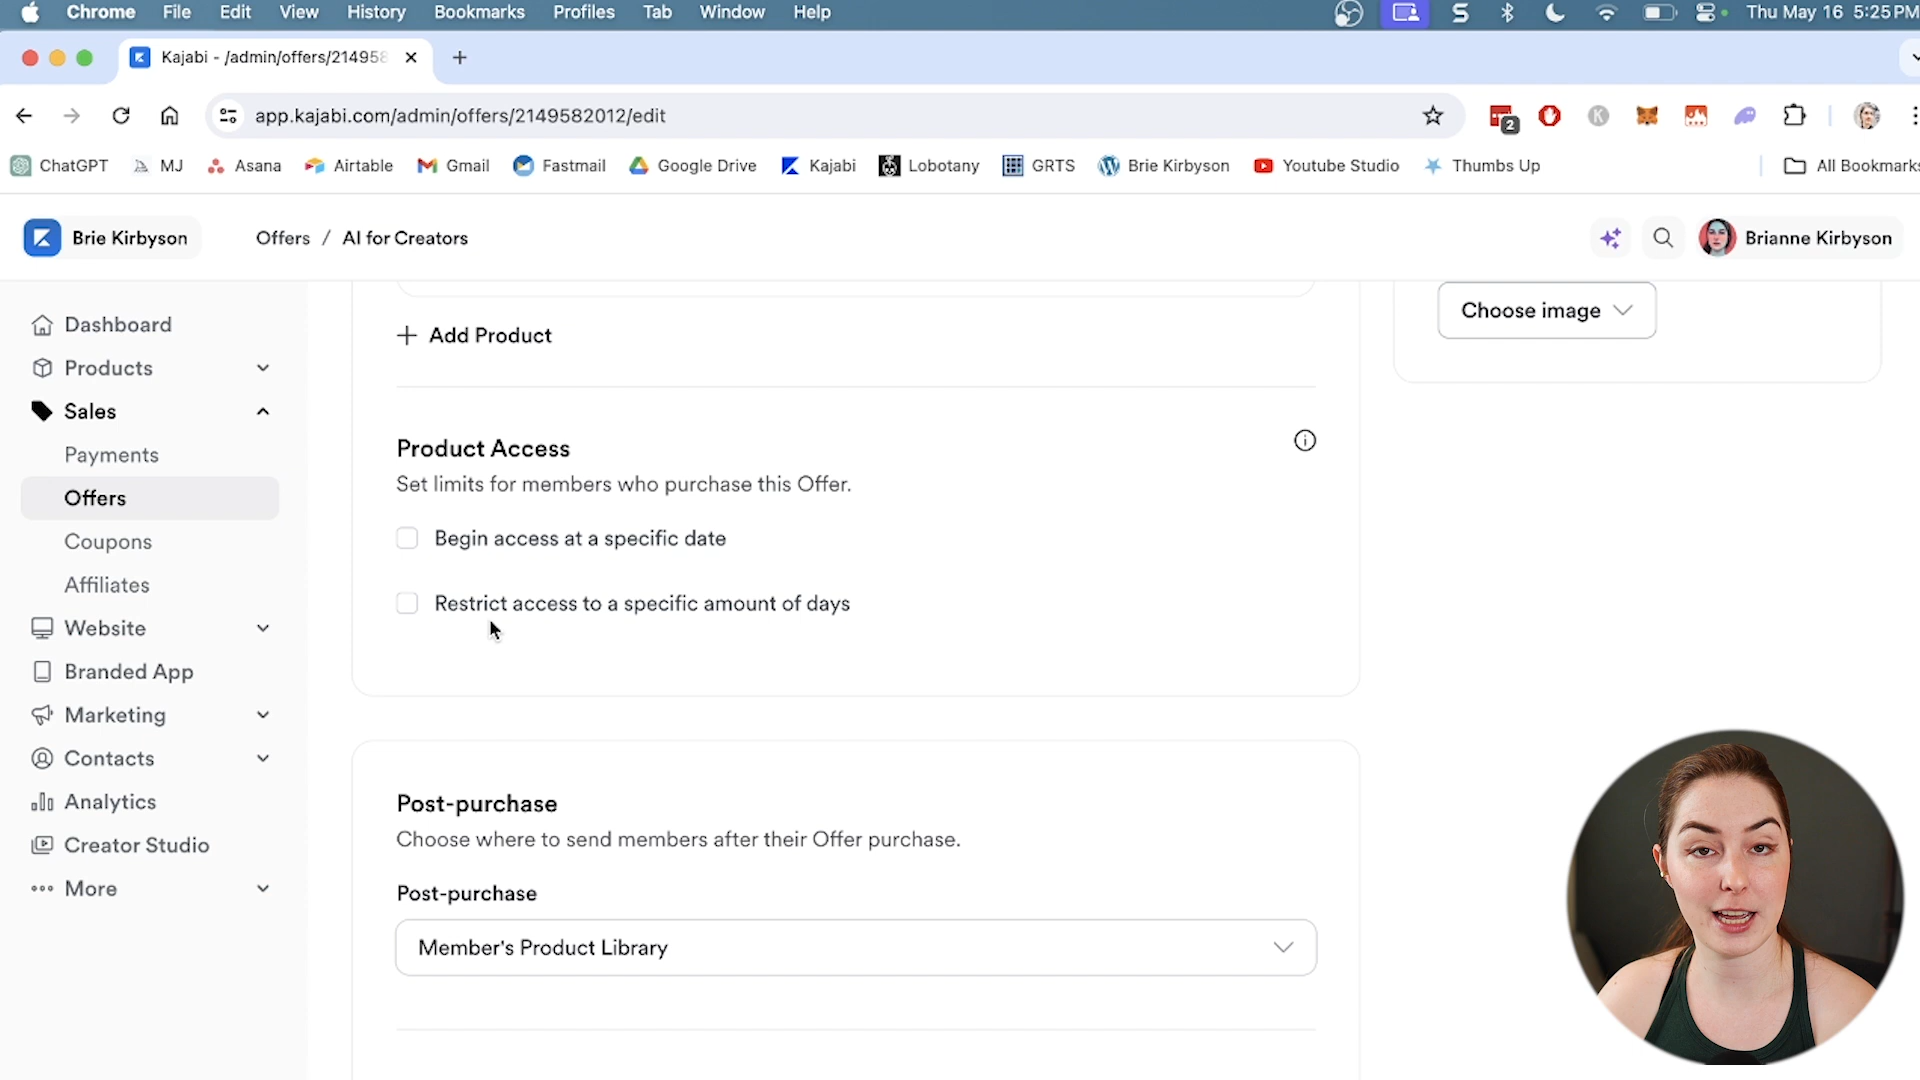 Chrome File Edit View History Bookmarks Profiles Tab Window Help Thu May 16 5:25 PM
Kajabi - /admin/offers/21495
app.kajabi.com/admin/offers/2149582012/edit
2
ChatGPT MJ Asana Airtable Gmail Fastmail Google Drive Kajabi Lobotany GRTS Brie Kirbyson Youtube Studio Thumbs Up All Bookmarks
Brie Kirbyson Offers / AI for Creators Brianne Kirbyson
Dashboard
Products
Sales
Payments
Offers
Coupons
Affiliates
Website
Branded App
Marketing
Contacts
Analytics
Creator Studio
More
Choose image
Add Product
Product Access
Set limits for members who purchase this Offer.
Begin access at a specific date
Restrict access to a specific amount of days
Post-purchase
Choose where to send members after their Offer purchase.
Post-purchase
Member's Product Library